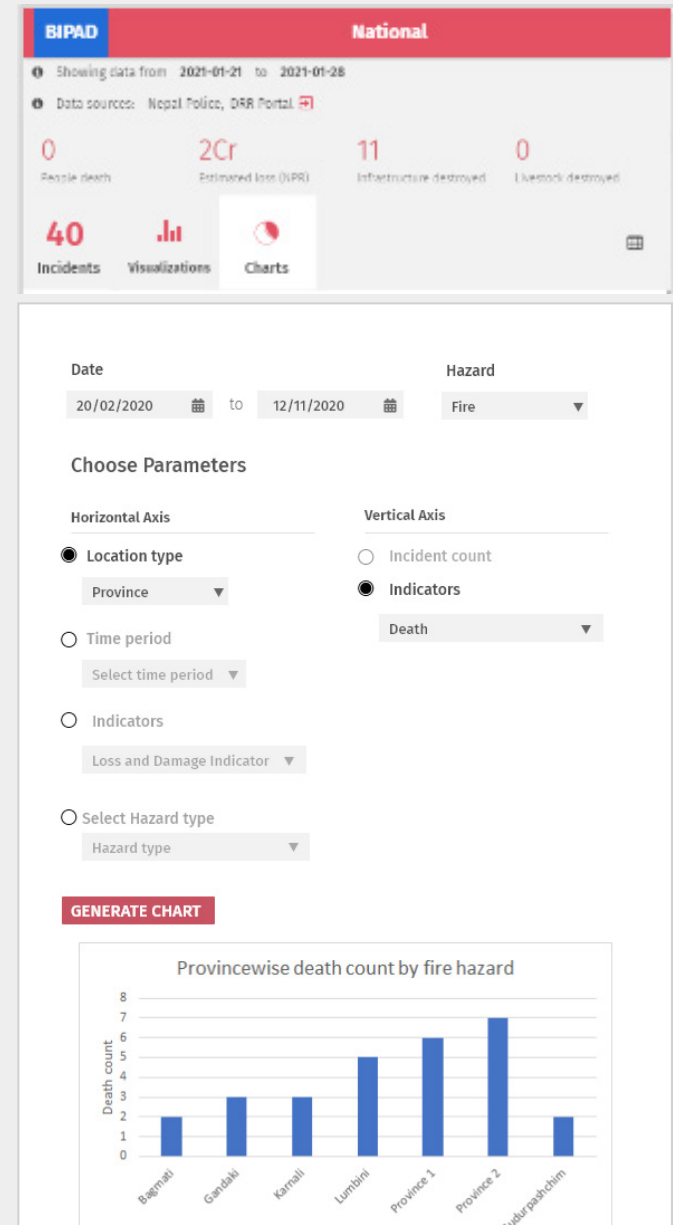 BIPAD National
Showing data from 2021-01-21 to 2021-01-28
Data sources: Nepal Police, DRR Portal
0 2Cr 11 0
People death Estimared loss (NPR) Infrastructure destroyed Livestock destroyed
40
Incidents Visualizations Charts
Date Hazard
20/02/2020 to 12/11/2020 Fire
Choose Parameters
Horizontal Axis Vertical Axis
Location type Incident count
Province Indicators
Death
Time period
Select time period
Indicators
Loss and Damage Indicator
Select Hazard type
Hazard type
GENERATE CHART
Provincewise death count by fire hazard
Death count
8
7
6
5
4
3
2
1
0
Bagmati Gandaki Karnali Lumbini Province 1 Province 2 Sudurpashchim